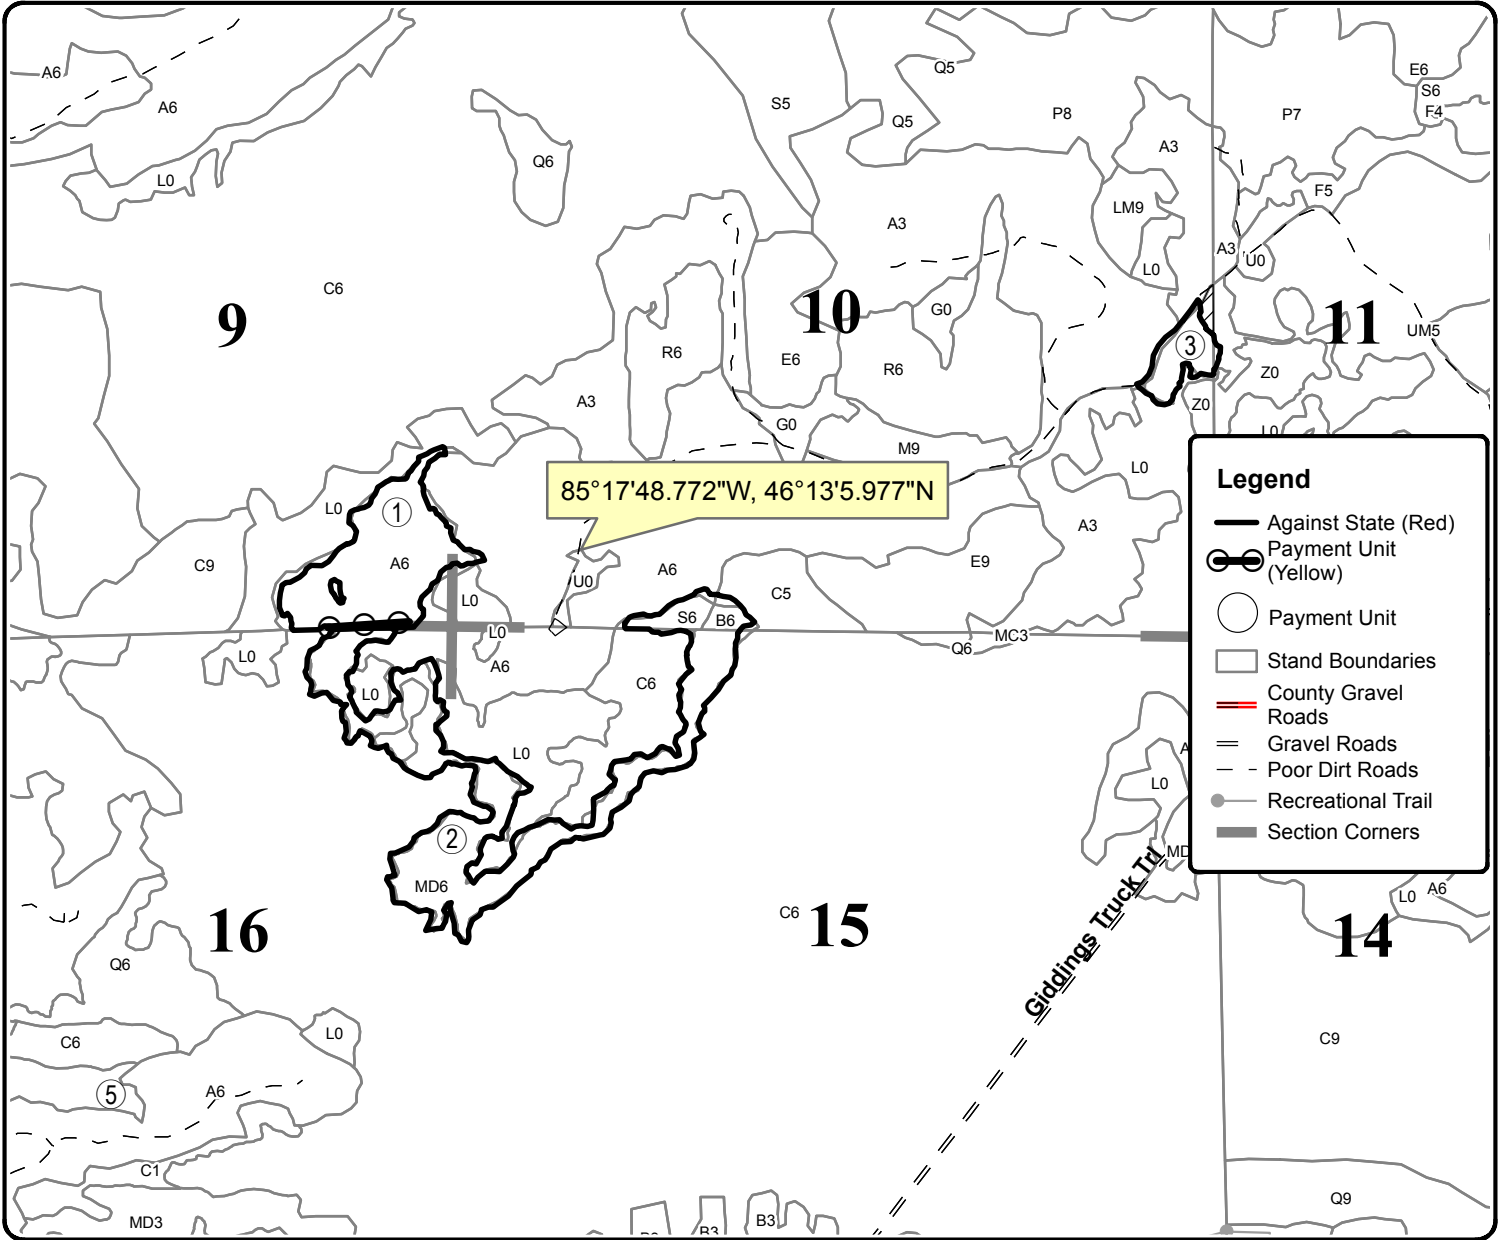 A6
A6
Q5
E6
S6
F4
S5
Q5
P8
P7
Q6
A3
L0
F5
LM9
A3
A3
U0
L0
C6
9
10
G0
11
UM5
3
R6
E6
R6
Z0
A3
Z0
G0
L0
M9
L0
85°17'48.772"W, 46°13'5.977"N
L0
1
A3
C9
A6
E9
U0
A6
C5
L0
S6
B6
L0
MC3
Q6
L0
A6
L0
C6
L0
A
L0
2
MD
MD6
L0
A6
C6
16
15
14
Q6
Giddings Truck Trl
C6
L0
C9
5
A6
C1
Q9
MD3
B3
B3
Legend
Against State (Red)
Payment Unit
(Yellow)
Payment Unit
Stand Boundaries
County Gravel
Roads
Gravel Roads
Poor Dirt Roads
Recreational Trail
Section Corners